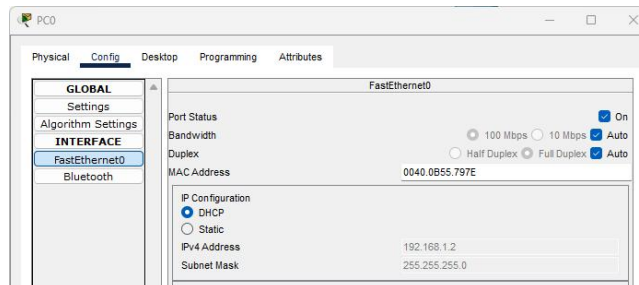 PC0
Physical Config Desktop Programming Attributes
GLOBAL
Settings
Algorithm Settings
INTERFACE
FastEthernet0
Bluetooth
FastEthernet0
Port Status On
Bandwidth 100 Mbps 10 Mbps Auto
Duplex Half Duplex Full Duplex Auto
MAC Address 0040.0B55.797E
IP Configuration
DHCP
Static
IPv4 Address 192.168.1.2
Subnet Mask 255.255.255.0